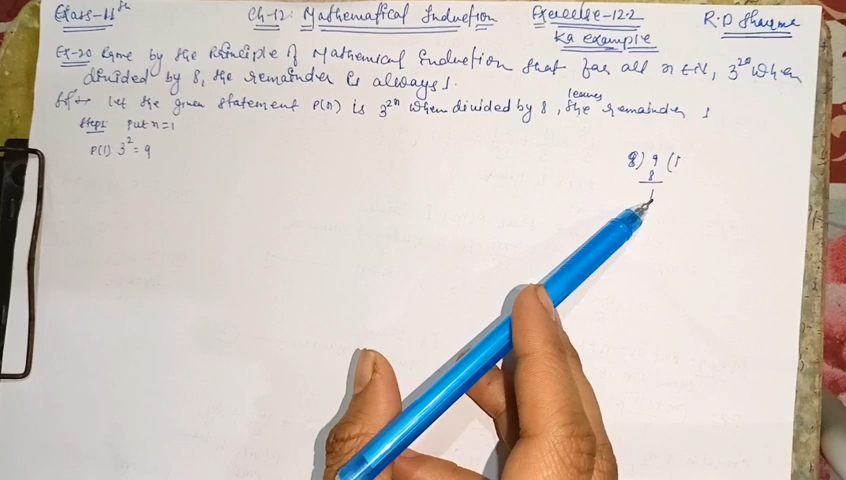 Class-11th Ch-12: Mathematical Induction Exercise-12.2 R.D Sharma
Ka example
Ex-20 by the Principle of Mathemical Induction that for all n ∈ N, 3^2n when
divided by 8, the remainder is always 1.
Sol:- let the given statement P(n) is 3^2n when divided by 8, leaves the remainder 1
Step1: Put n=1
P(1): 3^2 = 9
8) 9 (1
8
1